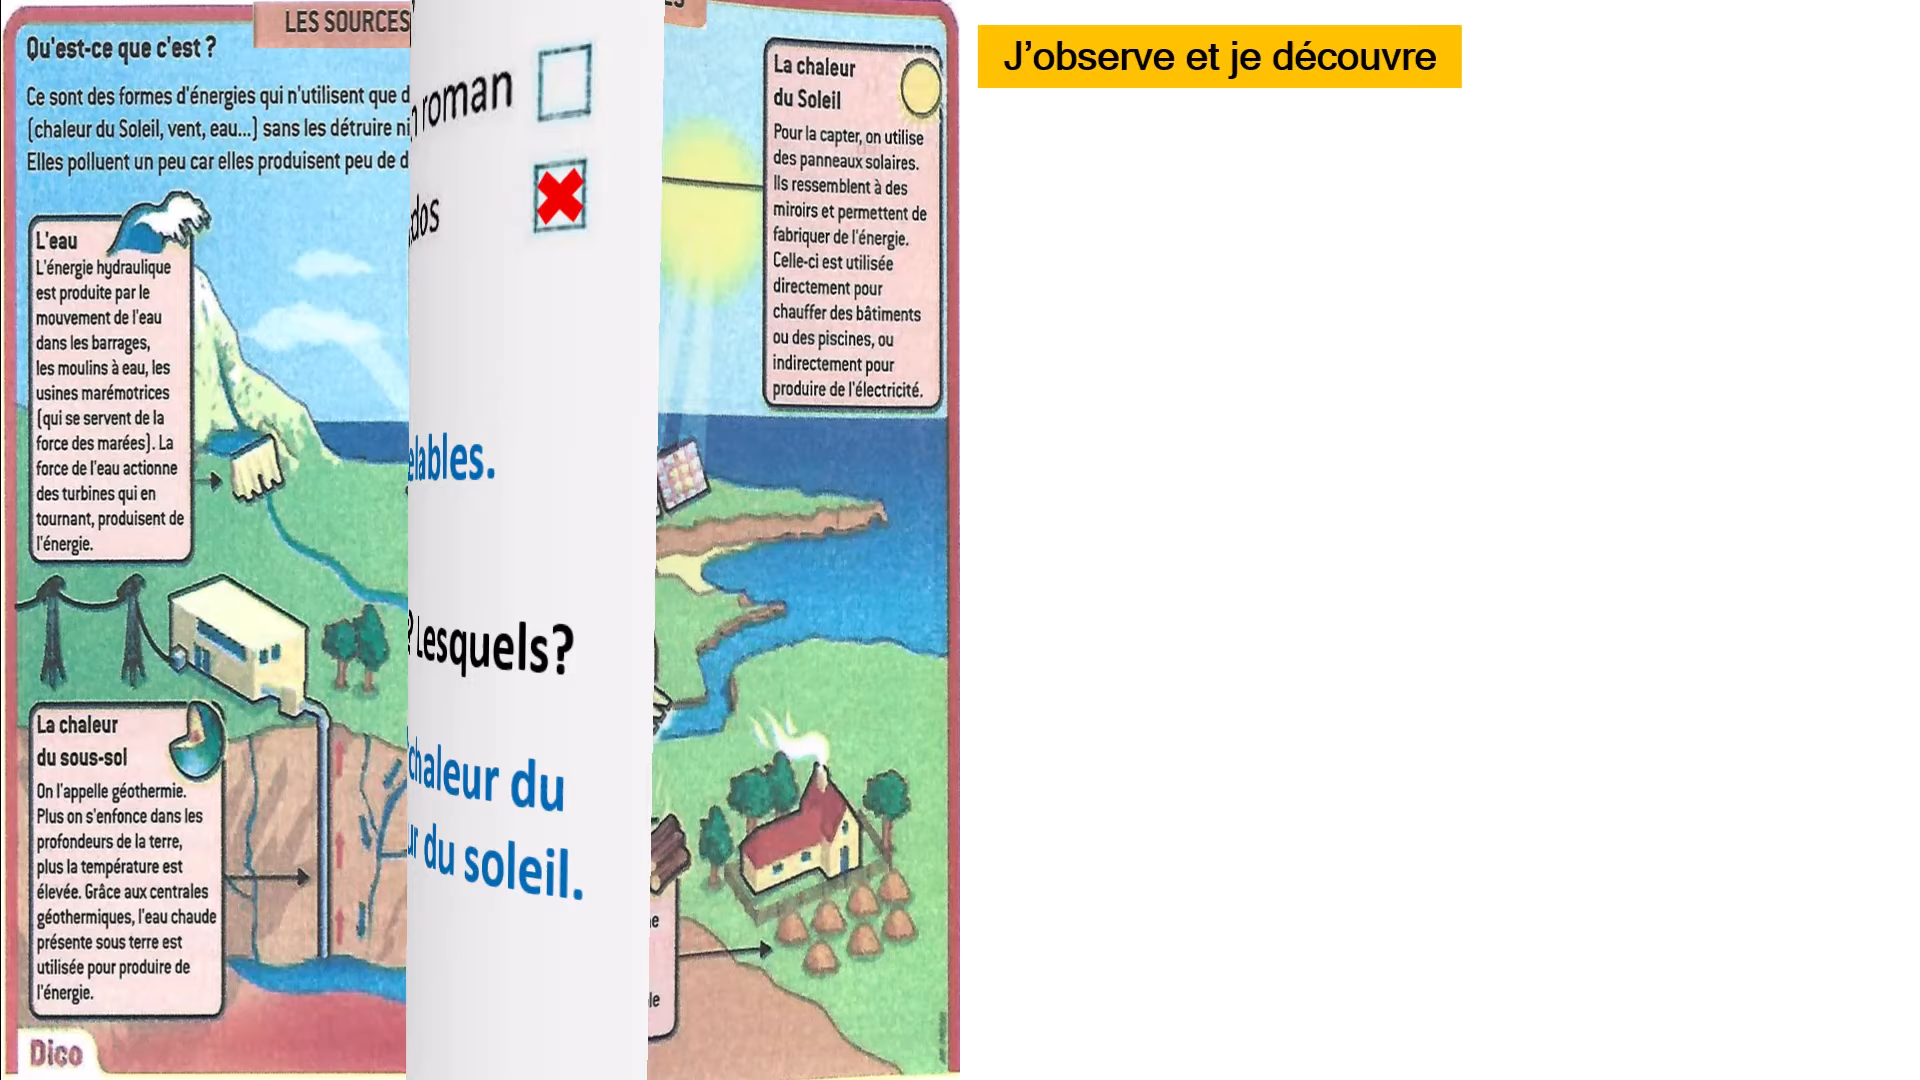 LES SOURCES
Qu'est-ce que c'est ?
Ce sont des formes d'énergies qui n'utilisent que
(chaleur du Soleil, vent, eau...) sans les détruire ni
Elles polluent un peu car elles produisent peu de
L'eau
L'énergie hydraulique
est produite par le
mouvement de l'eau
dans les barrages,
les moulins à eau, les
usines marémotrices
(qui se servent de la
force des marées). La
force de l'eau actionne
des turbines qui en
tournant, produisent de
l'énergie.
La chaleur
du sous-sol
On l'appelle géothermie.
Plus on s'enfonce dans les
profondeurs de la terre,
plus la température est
élevée. Grâce aux centrales
géothermiques, l'eau chaude
présente sous terre est
utilisée pour produire de
l'énergie.
Dico
roman
? Lesquels?
chaleur du
du soleil.
La chaleur
du Soleil
Pour la capter, on utilise
des panneaux solaires.
Ils ressemblent à des
miroirs et permettent de
fabriquer de l'énergie.
Celle-ci est utilisée
directement pour
chauffer des bâtiments
ou des piscines, ou
indirectement pour
produire de l'électricité.
J'observe et je découvre